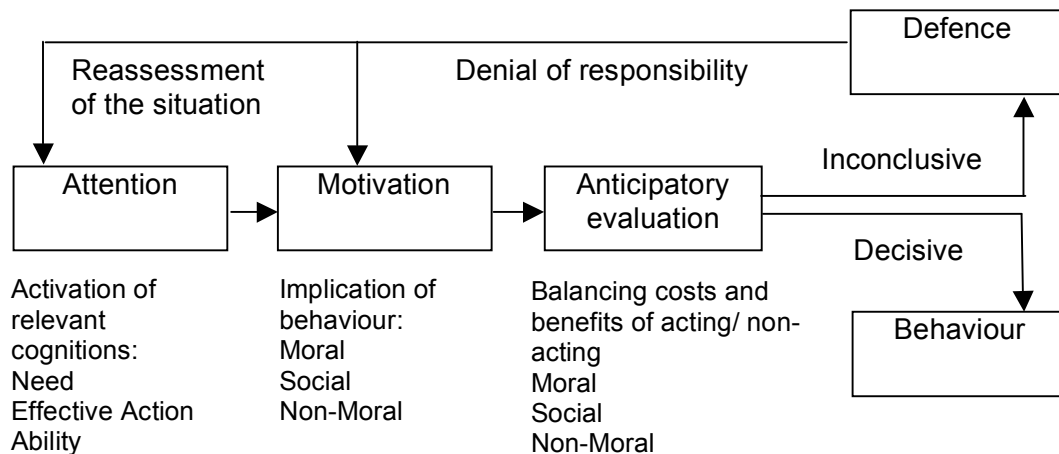 Defence
Reassessment
of the situation
Denial of responsibility
Inconclusive
Attention
Motivation
Anticipatory
evaluation
Decisive
Behaviour
Activation of
relevant
cognitions:
Need
Effective Action
Ability
Implication of
behaviour:
Moral
Social
Non-Moral
Balancing costs and
benefits of acting/ non-
acting
Moral
Social
Non-Moral